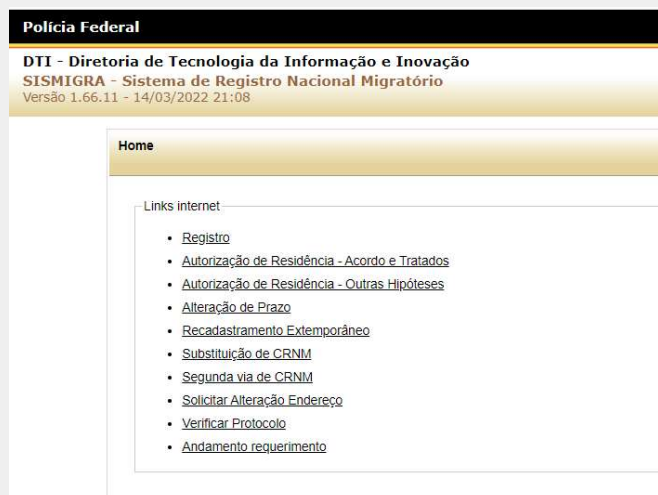 Polícia Federal
DTI - Diretoria de Tecnologia da Informação e Inovação
SISMIGRA - Sistema de Registro Nacional Migratório
Versão 1.66.11 - 14/03/2022 21:08
Home
Links internet
Registro
Autorização de Residência - Acordo e Tratados
Autorização de Residência - Outras Hipóteses
Alteração de Prazo
Recadastramento Extemporâneo
Substituição de CRNM
Segunda via de CRNM
Solicitar Alteração Endereço
Verificar Protocolo
Andamento requerimento